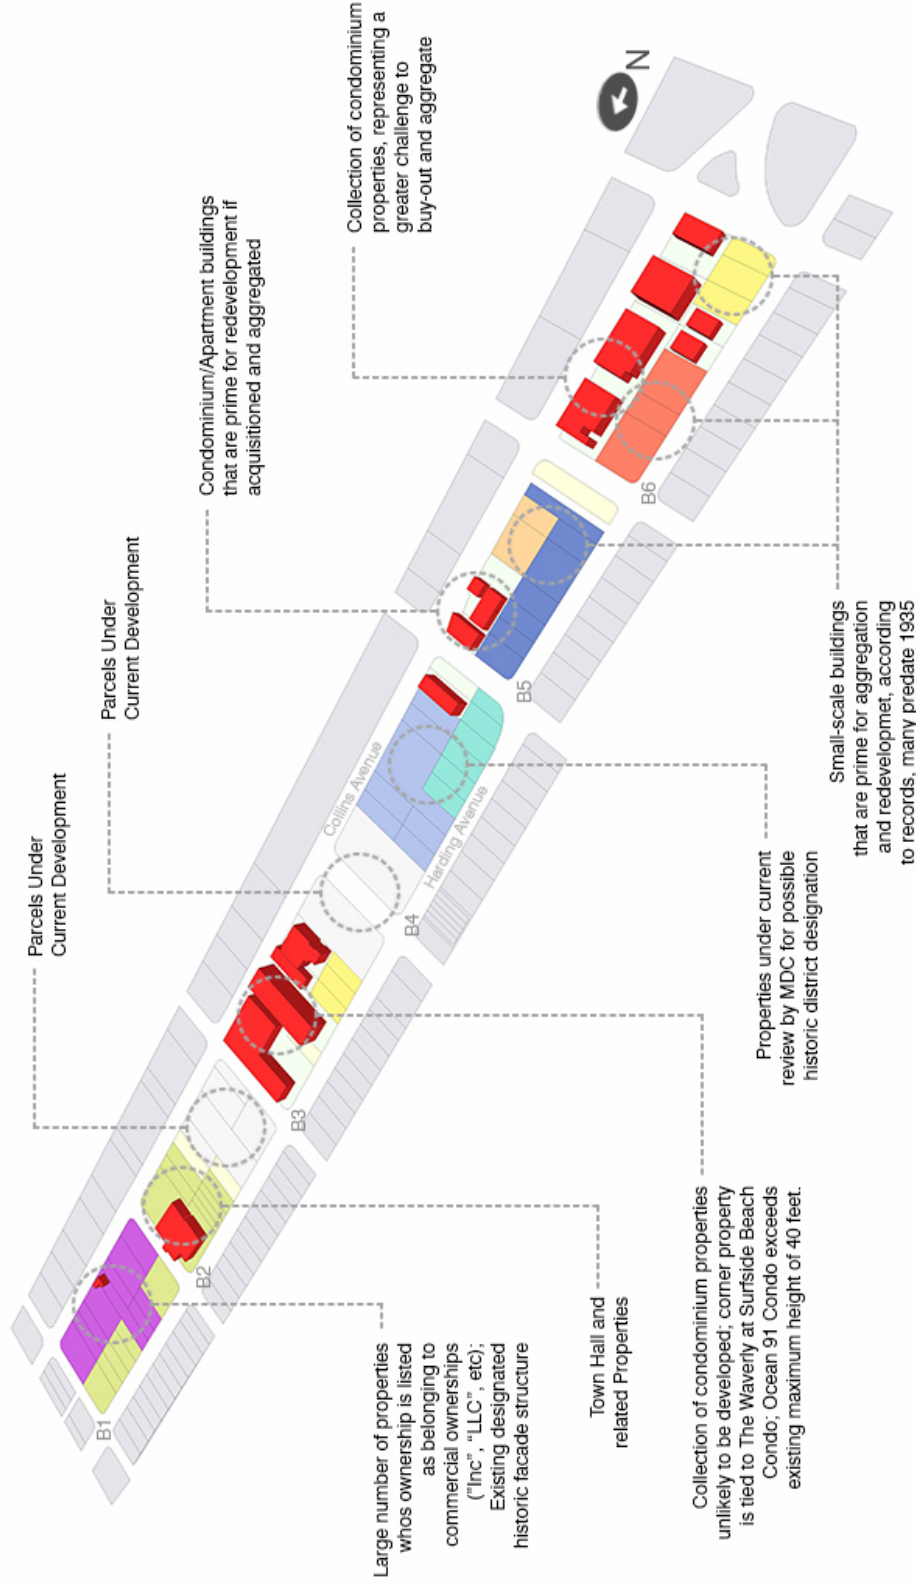 Parcels Under
Current Development
Parcels Under
Current Development
Condominium/Apartment buildings
that are prime for redevelopment if
acquisitioned and aggregated
Collection of condominium
properties, representing a
greater challenge to
buy-out and aggregate
N
Collins Avenue
Harding Avenue
B1
B2
B3
B4
B5
B6
Large number of properties
whos ownership is listed
as belonging to
commercial ownerships
("Inc", “LLC”, etc);
Existing designated
historic facade structure
Town Hall and
related Properties
Collection of condominium properties
unlikely to be developed; corner property
is tied to The Waverly at Surfside Beach
Condo; Ocean 91 Condo exceeds
existing maximum height of 40 feet.
Properties under current
review by MDC for possible
historic district designation
Small-scale buildings
that are prime for aggregation
and redevelopmet, according
to records, many predate 1935